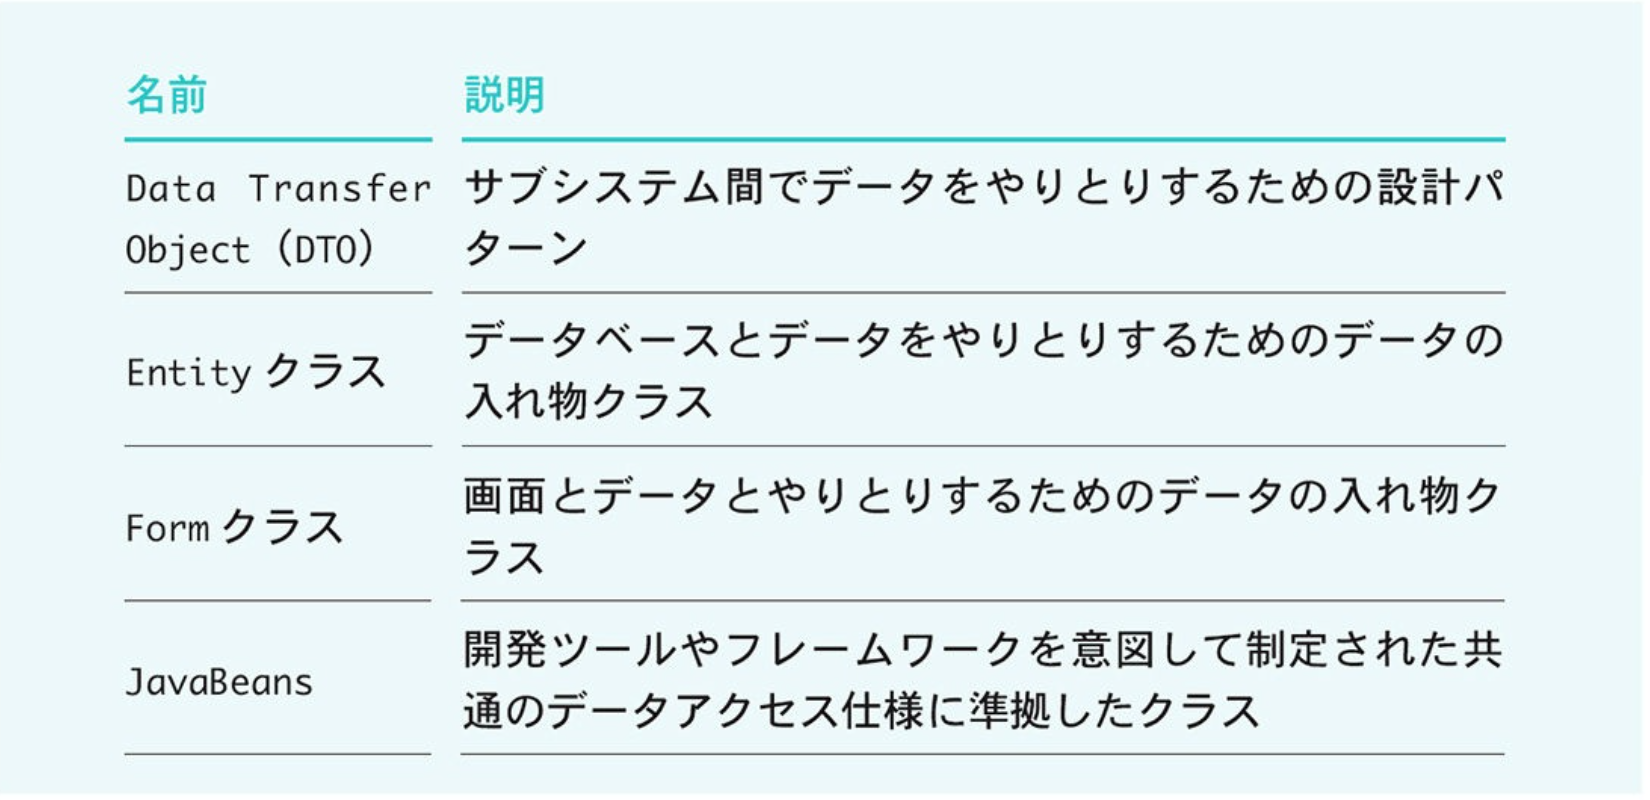 名前 説明
Data Transfer サブシステム間でデータをやりとりするための設計パ
Object（DTO） ターン
データベースとデータをやりとりするためのデータの
Entity クラス
入れ物クラス
画面とデータとやりとりするためのデータの入れ物ク
Form クラス
ラス
開発ツールやフレームワークを意図して制定された共
JavaBeans
通のデータアクセス仕様に準拠したクラス